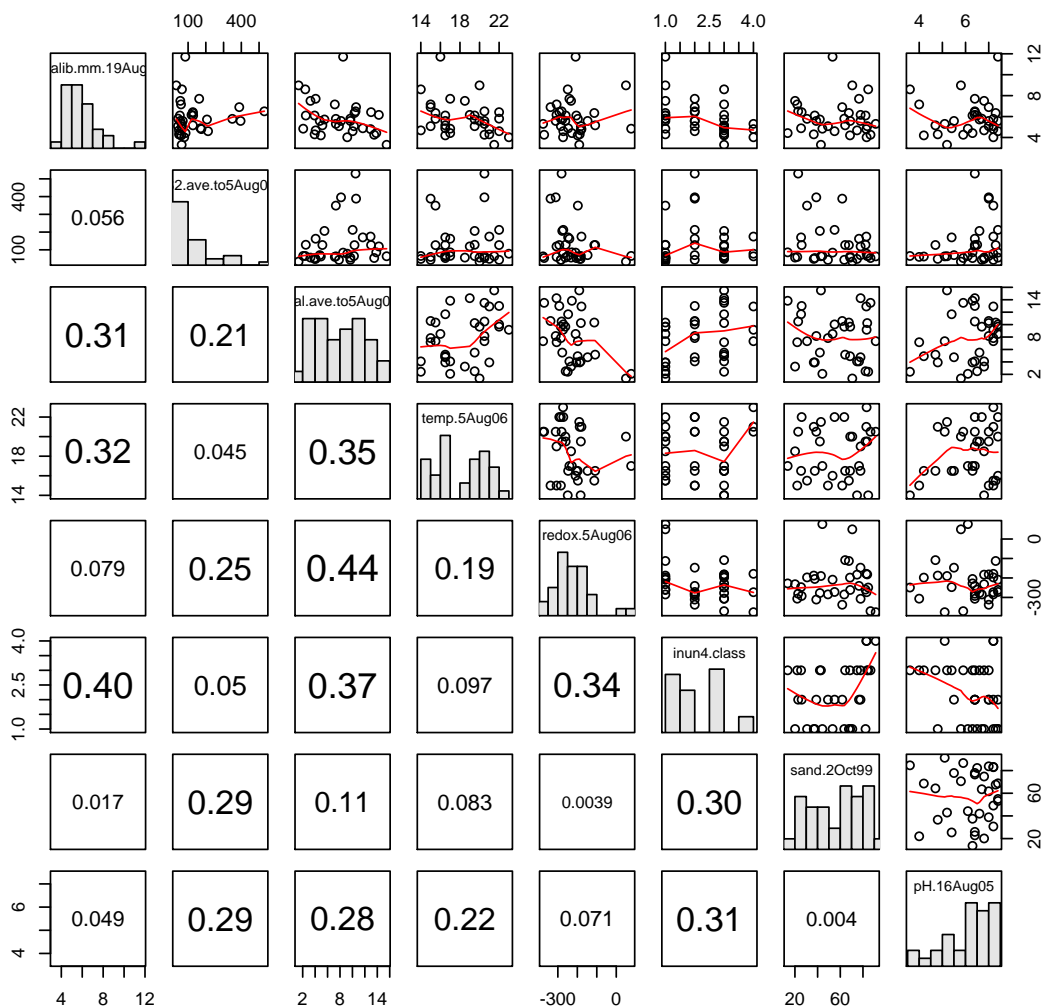 100 400
14 18 22
1.0 2.5 4.0
4 6
alib.mm.19Aug
4 6 8 12
100 400
2.ave.to5Aug0
0.056
0.31 0.21 al.ave.to5Aug0
2 8 14
14 18 22
0.32 0.045 0.35 temp.5Aug06
0.079 0.25 0.44 0.19 redox.5Aug06
-300 0
1.0 2.5 4.0
0.40 0.05 0.37 0.097 0.34 inun4.class
0.017 0.29 0.11 0.083 0.0039 0.30 sand.2Oct99
20 60
4 6
0.049 0.29 0.28 0.22 0.071 0.31 0.004 pH.16Aug05
4 6 8 12
2 8 14
-300 0
20 60